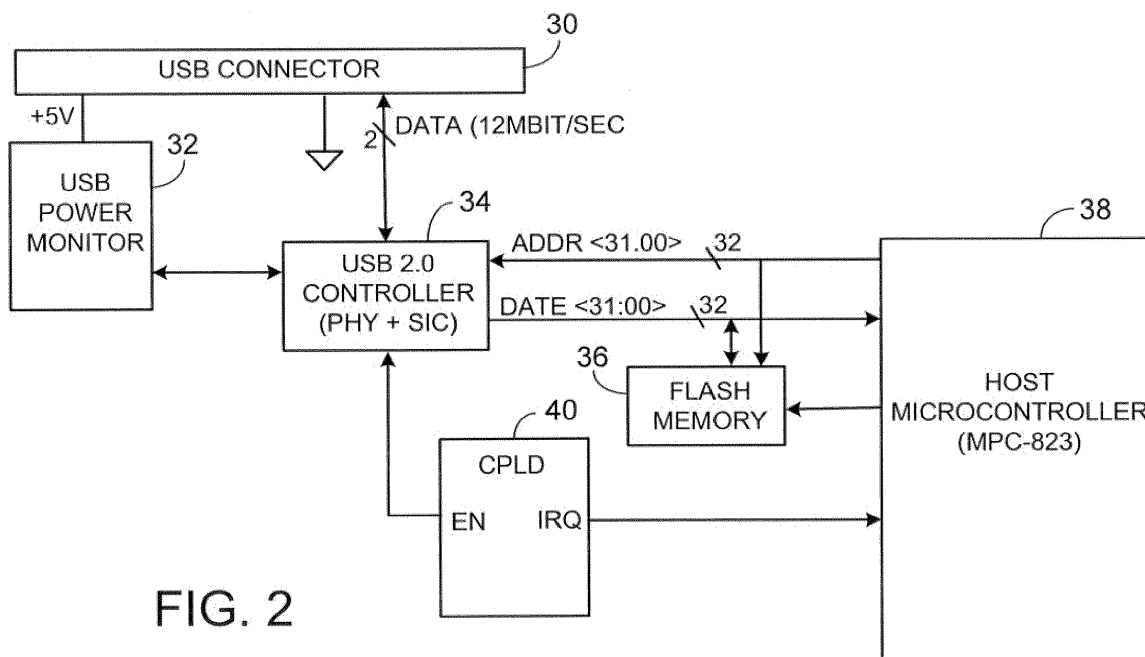 30
USB CONNECTOR
+5V
DATA (12MBIT/SEC
2
32
USB
POWER
MONITOR
34
USB 2.0
CONTROLLER
(PHY + SIC)
ADDR <31.00>
32
38
DATE <31:00>
32
36
FLASH
MEMORY
HOST
MICROCONTROLLER
(MPC-823)
40
CPLD
EN
IRQ
FIG. 2